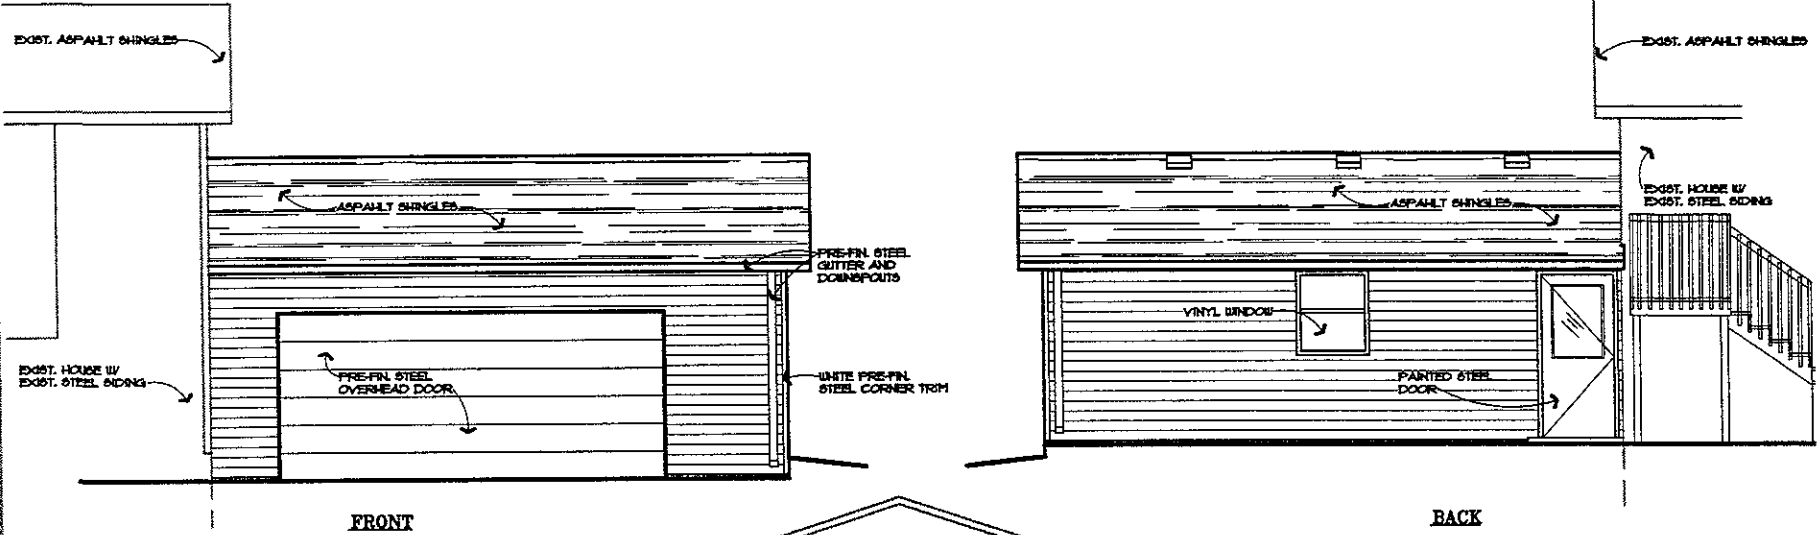 EXIST. ASPAHLT SHINGLES
ASPAHLT SHINGLES
PRE-FIN. STEEL
GUTTER AND
DOWNSPOUTS
EXIST. HOUSE W/
EXIST. STEEL SIDING
PRE-FIN. STEEL
OVERHEAD DOOR
WHITE PRE-FIN.
STEEL CORNER TRIM
FRONT
EXIST. ASPAHLT SHINGLES
EXIST. HOUSE W/
EXIST. STEEL SIDING
ASPAHLT SHINGLES
VINYL WINDOW
PAINTED STEEL
DOOR
BACK